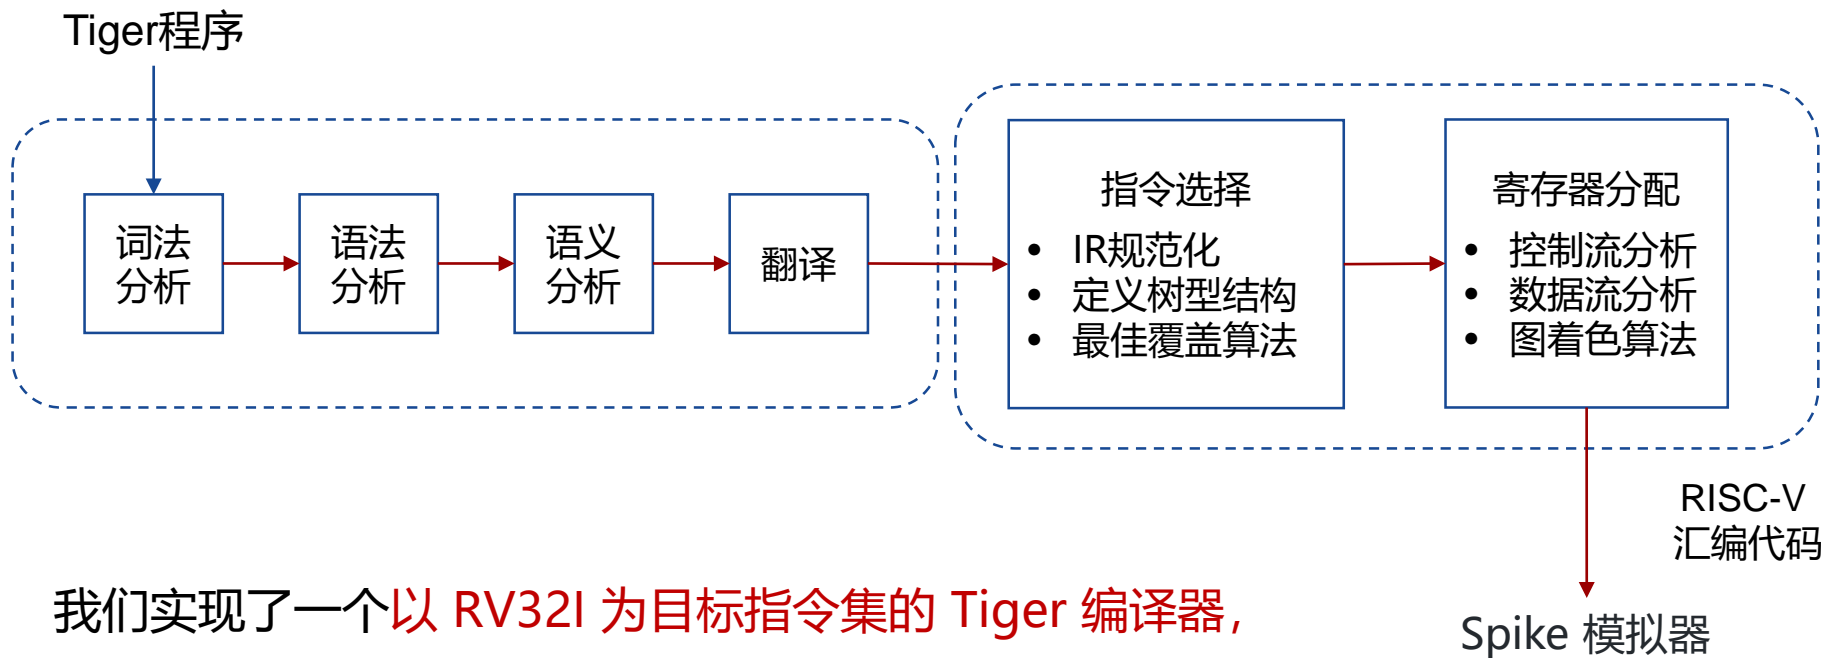 Tiger程序
词法
分析
语法
分析
语义
分析
翻译
指令选择
• IR规范化
• 定义树型结构
• 最佳覆盖算法
寄存器分配
• 控制流分析
• 数据流分析
• 图着色算法
RISC-V
汇编代码
我们实现了一个以 RV32I 为目标指令集的 Tiger 编译器，
Spike 模拟器